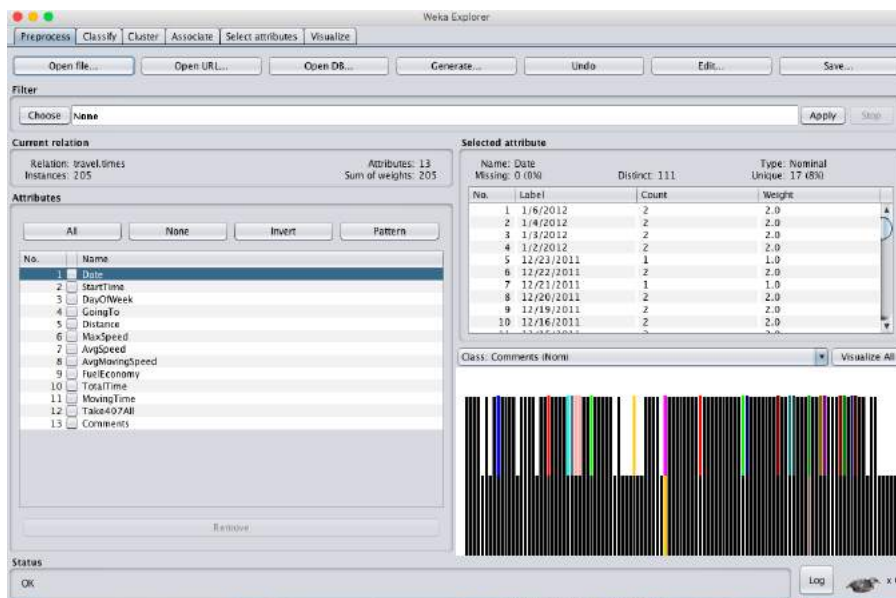 Weka Explorer
Preprocess Classify Cluster Associate Select attributes Visualize
Open file... Open URL... Open DB... Generate... Undo Edit... Save...
Filter
Choose None Apply Stop
Current relation
Relation: travel.times Attributes: 13
Instances: 205 Sum of weights: 205
Attributes
All None Invert Pattern
No. Name
1 Date
2 StartTime
3 DayOfWeek
4 GoingTo
5 Distance
6 MaxSpeed
7 AvgSpeed
8 AvgMovingSpeed
9 FuelEconomy
10 TotalTime
11 MovingTime
12 Take407All
13 Comments
Remove
Selected attribute
Name: Date Type: Nominal
Missing: 0 (0%) Distinct: 111 Unique: 17 (8%)
No. Label Count Weight
1 1/6/2012 2 2.0
2 1/4/2012 2 2.0
3 1/3/2012 2 2.0
4 1/2/2012 2 2.0
5 12/23/2011 1 1.0
6 12/22/2011 2 2.0
7 12/21/2011 1 1.0
8 12/20/2011 2 2.0
9 12/19/2011 2 2.0
10 12/16/2011 2 2.0
Class: Comments (Nomi Visualize All
Status
OK Log x